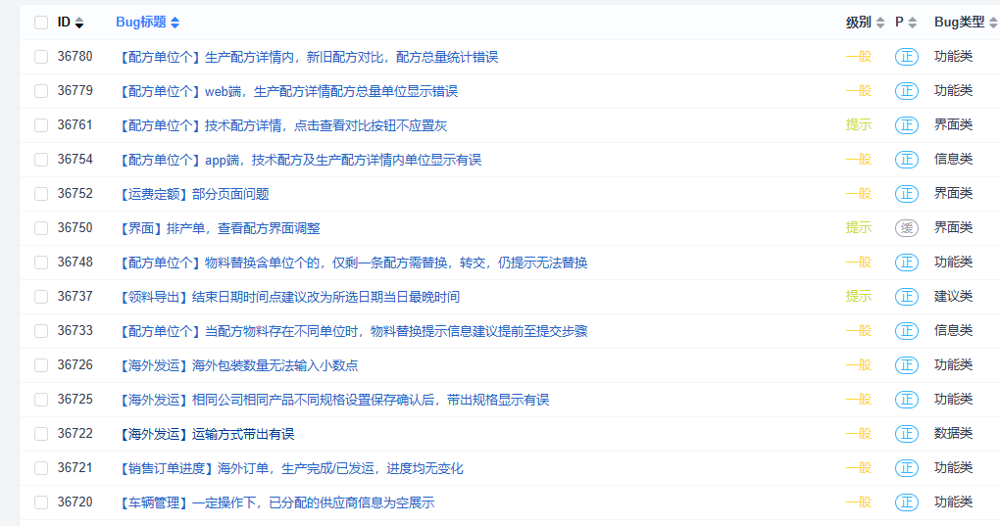 ID Bug标题 级别 P Bug类型
36780 【配方单位个】生产配方详情内，新旧配方对比，配方总量统计错误 一般 正 功能类
36779 【配方单位个】web端，生产配方详情配方总量单位显示错误 一般 正 功能类
36761 【配方单位个】技术配方详情，点击查看对比按钮不应置灰 提示 正 界面类
36754 【配方单位个】app端，技术配方及生产配方详情内单位显示有误 一般 正 信息类
36752 【运费定额】部分页面问题 一般 正 界面类
36750 【界面】排产单，查看配方界面调整 提示 缓 界面类
36748 【配方单位个】物料替换含单位个的，仅剩一条配方需替换，转交，仍提示无法替换 一般 正 功能类
36737 【领料导出】结束日期时间点建议改为所选日期当日最晚时间 提示 正 建议类
36733 【配方单位个】当配方物料存在不同单位时，物料替换提示信息建议提前至提交步骤 一般 正 信息类
36726 【海外发运】海外包装数量无法输入小数点 一般 正 功能类
36725 【海外发运】相同公司相同产品不同规格设置保存确认后，带出规格显示有误 一般 正 功能类
36722 【海外发运】运输方式带出有误 一般 正 数据类
36721 【销售订单进度】海外订单，生产完成/已发运，进度均无变化 一般 正 功能类
36720 【车辆管理】一定操作下，已分配的供应商信息为空展示 一般 正 功能类